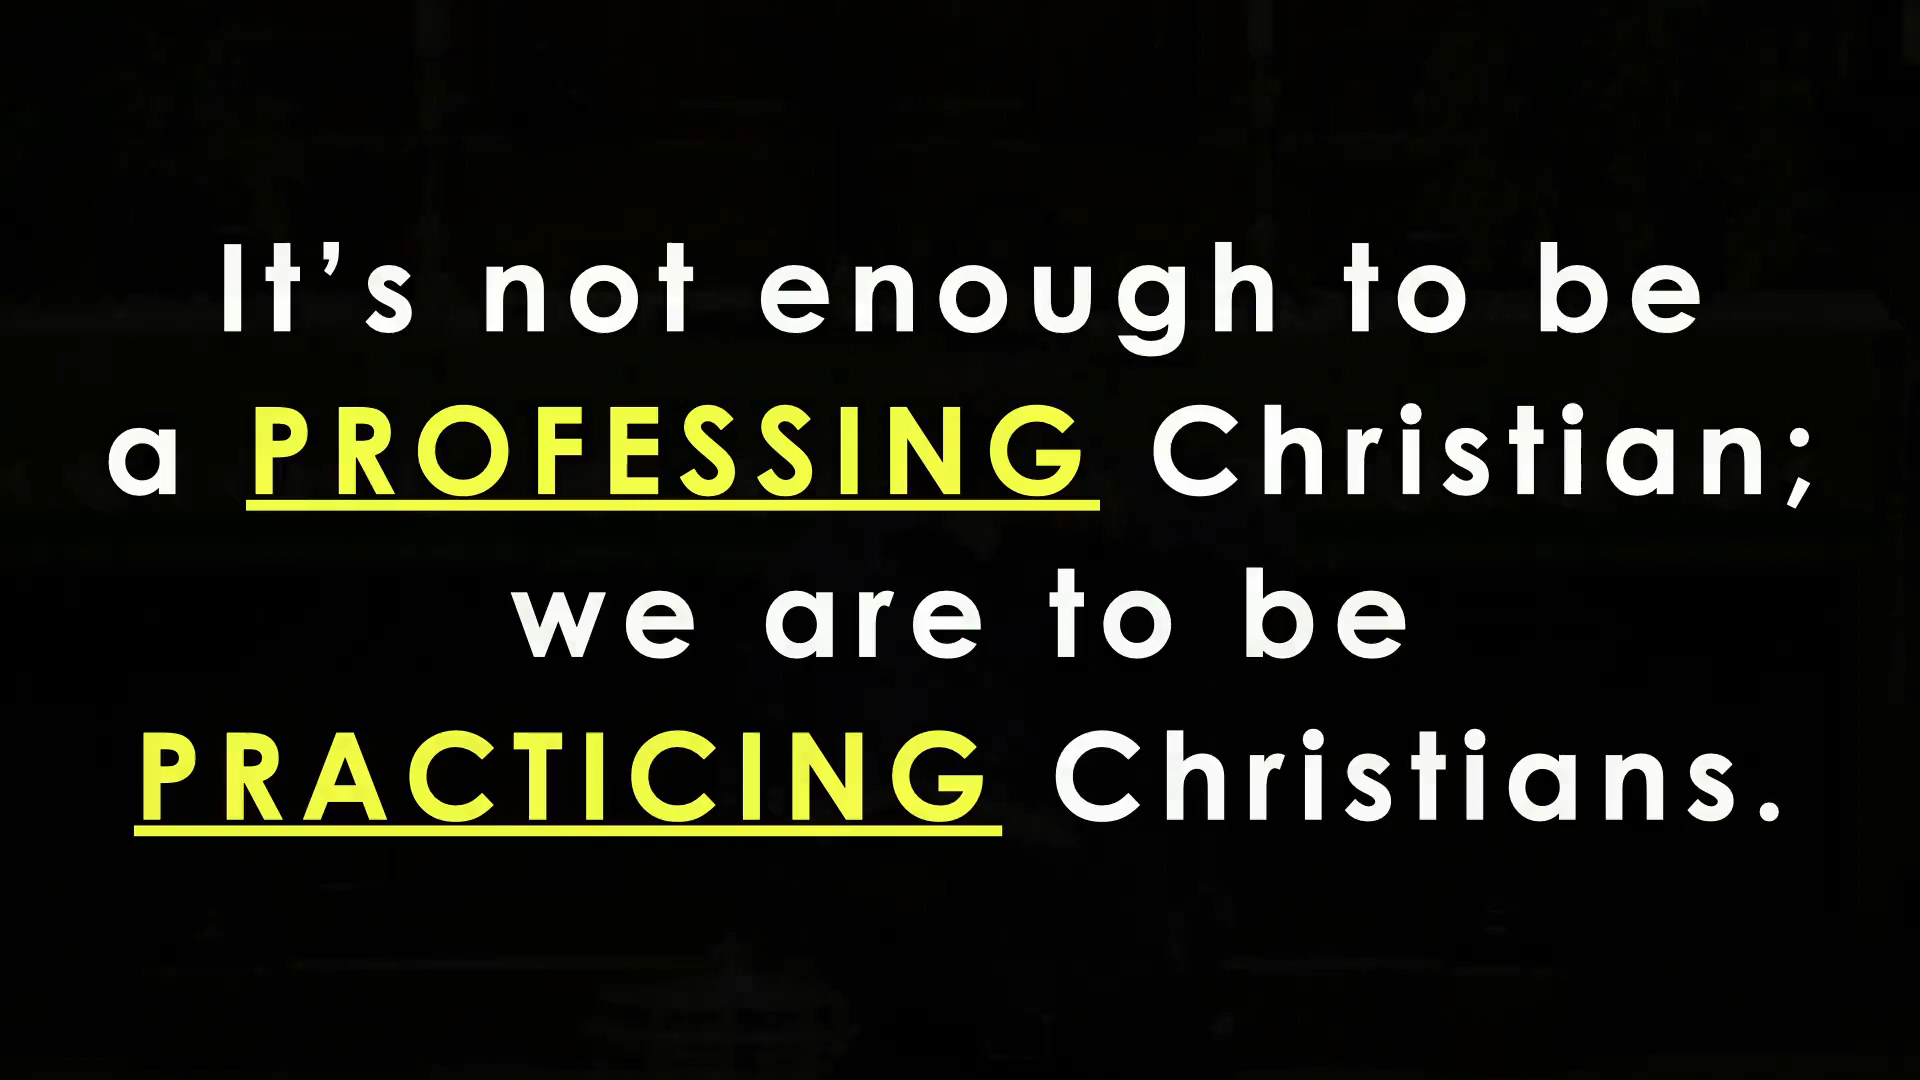 It’s not enough to be
a PROFESSING Christian;
we are to be
PRACTICING Christians.